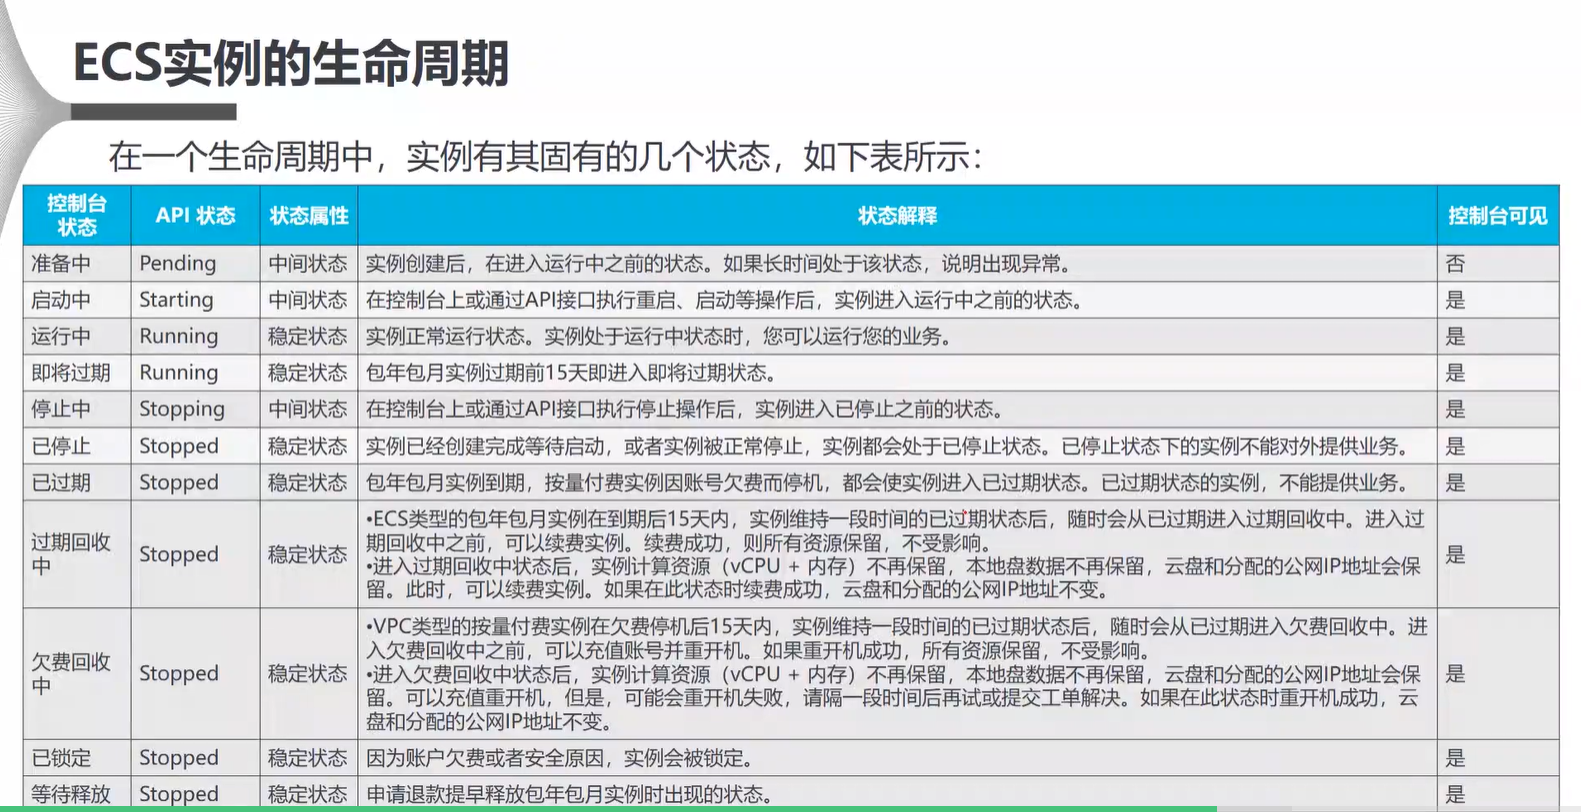 ECS实例的生命周期
在一个生命周期中，实例有其固有的几个状态，如下表所示：
控制台状态 API 状态 状态属性 状态解释 控制台可见
准备中 Pending 中间状态 实例创建后，在进入运行中之前的状态。如果长时间处于该状态，说明出现异常。 否
启动中 Starting 中间状态 在控制台上或通过API接口执行重启、启动等操作后，实例进入运行中之前的状态。 是
运行中 Running 稳定状态 实例正常运行状态。实例处于运行中状态时，您可以运行您的业务。 是
即将过期 Running 稳定状态 包年包月实例过期前15天即进入即将过期状态。 是
停止中 Stopping 中间状态 在控制台上或通过API接口执行停止操作后，实例进入已停止之前的状态。 是
已停止 Stopped 稳定状态 实例已经创建完成等待启动，或者实例被正常停止，实例都会处于已停止状态。已停止状态下的实例不能对外提供业务。 是
已过期 Stopped 稳定状态 包年包月实例到期，按量付费实例因账号欠费而停机，都会使实例进入已过期状态。已过期状态的实例，不能提供业务。 是
过期回收中 Stopped 稳定状态
•ECS类型的包年包月实例在到期后15天内，实例维持一段时间的已过期状态后，随时会从已过期进入过期回收中。进入过
期回收中之前，可以续费实例。续费成功，则所有资源保留，不受影响。
•进入过期回收中状态后，实例计算资源（vCPU + 内存）不再保留，本地盘数据不再保留，云盘和分配的公网IP地址会保
留。此时，可以续费实例。如果在此状态时续费成功，云盘和分配的公网IP地址不变。
是
欠费回收中 Stopped 稳定状态
•VPC类型的按量付费实例在欠费停机后15天内，实例维持一段时间的已过期状态后，随时会从已过期进入欠费回收中。进
入欠费回收中之前，可以充值账号并重开机。如果重开机成功，所有资源保留，不受影响。
•进入欠费回收中状态后，实例计算资源（vCPU + 内存）不再保留，本地盘数据不再保留，云盘和分配的公网IP地址会保
留。可以充值重开机，但是，可能会重开机失败，请隔一段时间后再试或提交工单解决。如果在此状态时重开机成功，云
盘和分配的公网IP地址不变。
是
已锁定 Stopped 稳定状态 因为账户欠费或者安全原因，实例会被锁定。 是
等待释放 Stopped 稳定状态 申请退款提早释放包年包月实例时出现的状态。 是